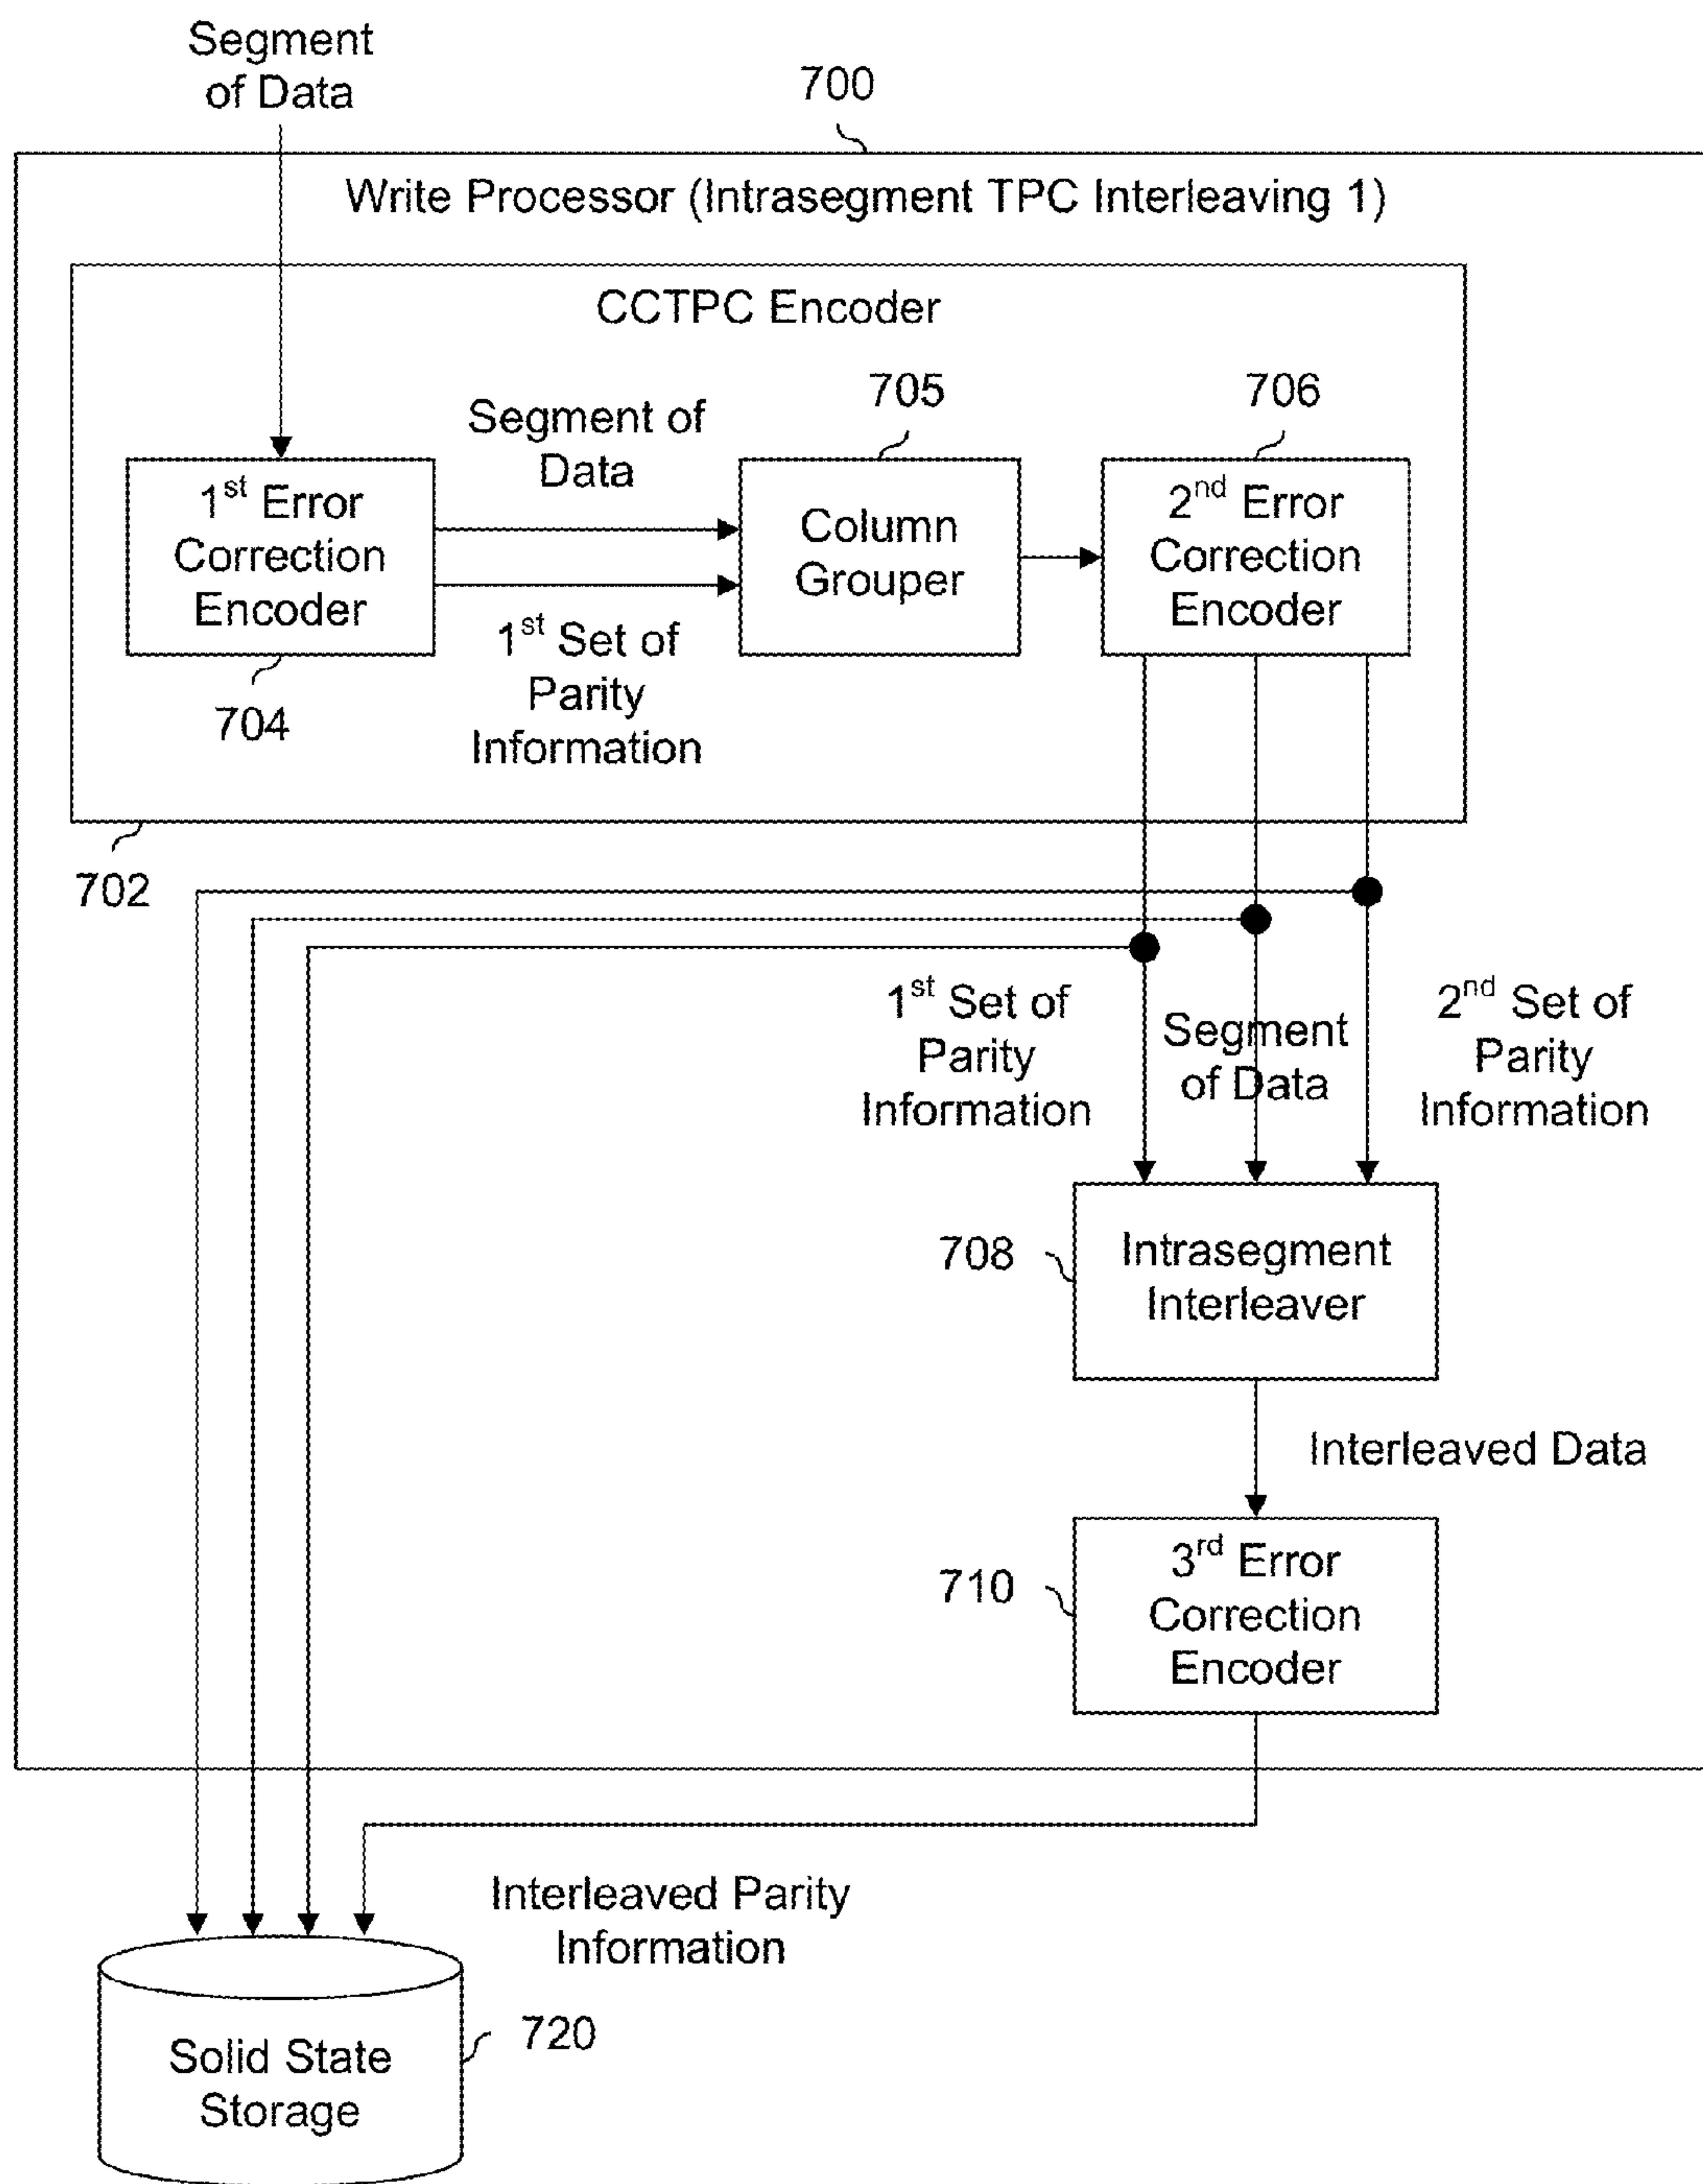 Segment
of Data
700
Write Processor (Intrasegment TPC Interleaving 1)
CCTPC Encoder
705
706
Segment of
Data
1st Error
Correction
Encoder
Column
Grouper
2nd Error
Correction
Encoder
1st Set of
Parity
Information
704
702
1st Set of
Parity
Information
Segment
of Data
2nd Set of
Parity
Information
708
Intrasegment
Interleaver
Interleaved Data
710
3rd Error
Correction
Encoder
Interleaved Parity
Information
720
Solid State
Storage